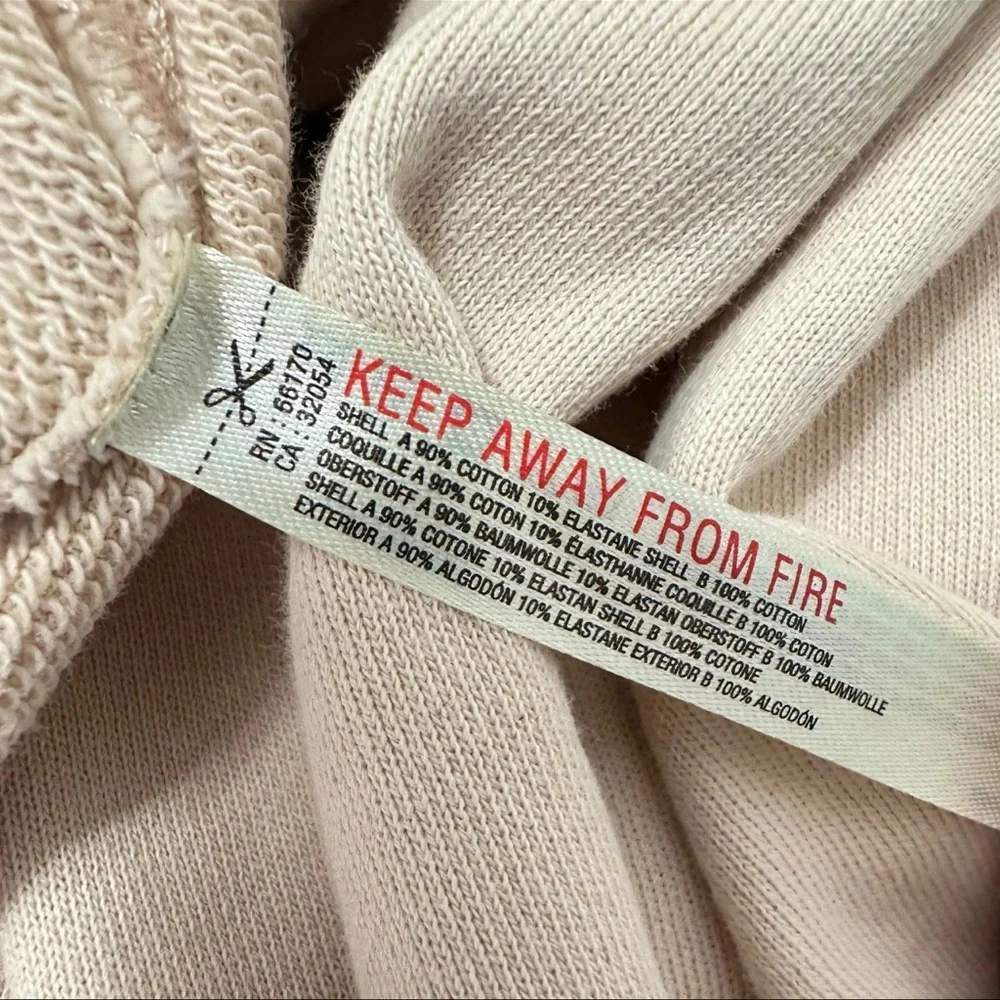 RN : 66170
CA : 32054
KEEP AWAY FROM FIRE
SHELL A 90% COTTON 10% ELASTANE SHELL B 100% COTTON
COQUILLE A 90% COTON 10% ÉLASTHANNE COQUILLE B 100% COTON
OBERSTOFF A 90% BAUMWOLLE 10% ELASTAN OBERSTOFF B 100% BAUMWOLLE
SHELL A 90% COTONE 10% ELASTAN SHELL B 100% COTONE
EXTERIOR A 90% ALGODÓN 10% ELASTANE EXTERIOR B 100% ALGODÓN